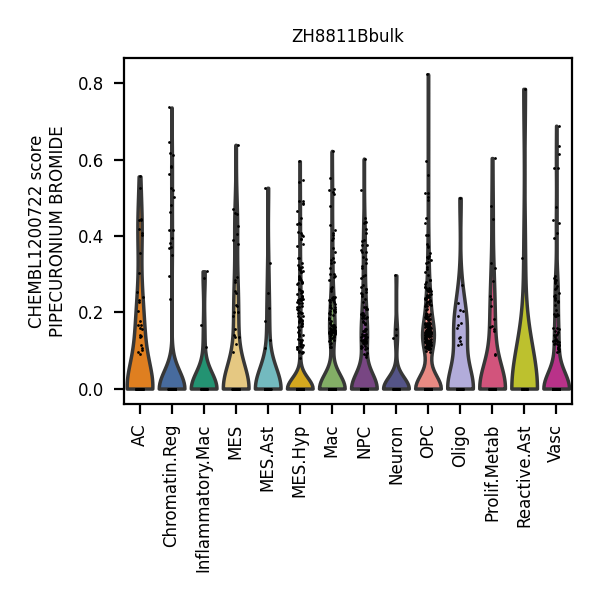 ZH8811Bbulk
CHEMBL1200722 score
PIPECURONIUM BROMIDE
0.8
0.6
0.4
0.2
0.0
AC
Chromatin.Reg
Inflammatory.Mac
MES
MES.Ast
MES.Hyp
Mac
NPC
Neuron
OPC
Oligo
Prolif.Metab
Reactive.Ast
Vasc